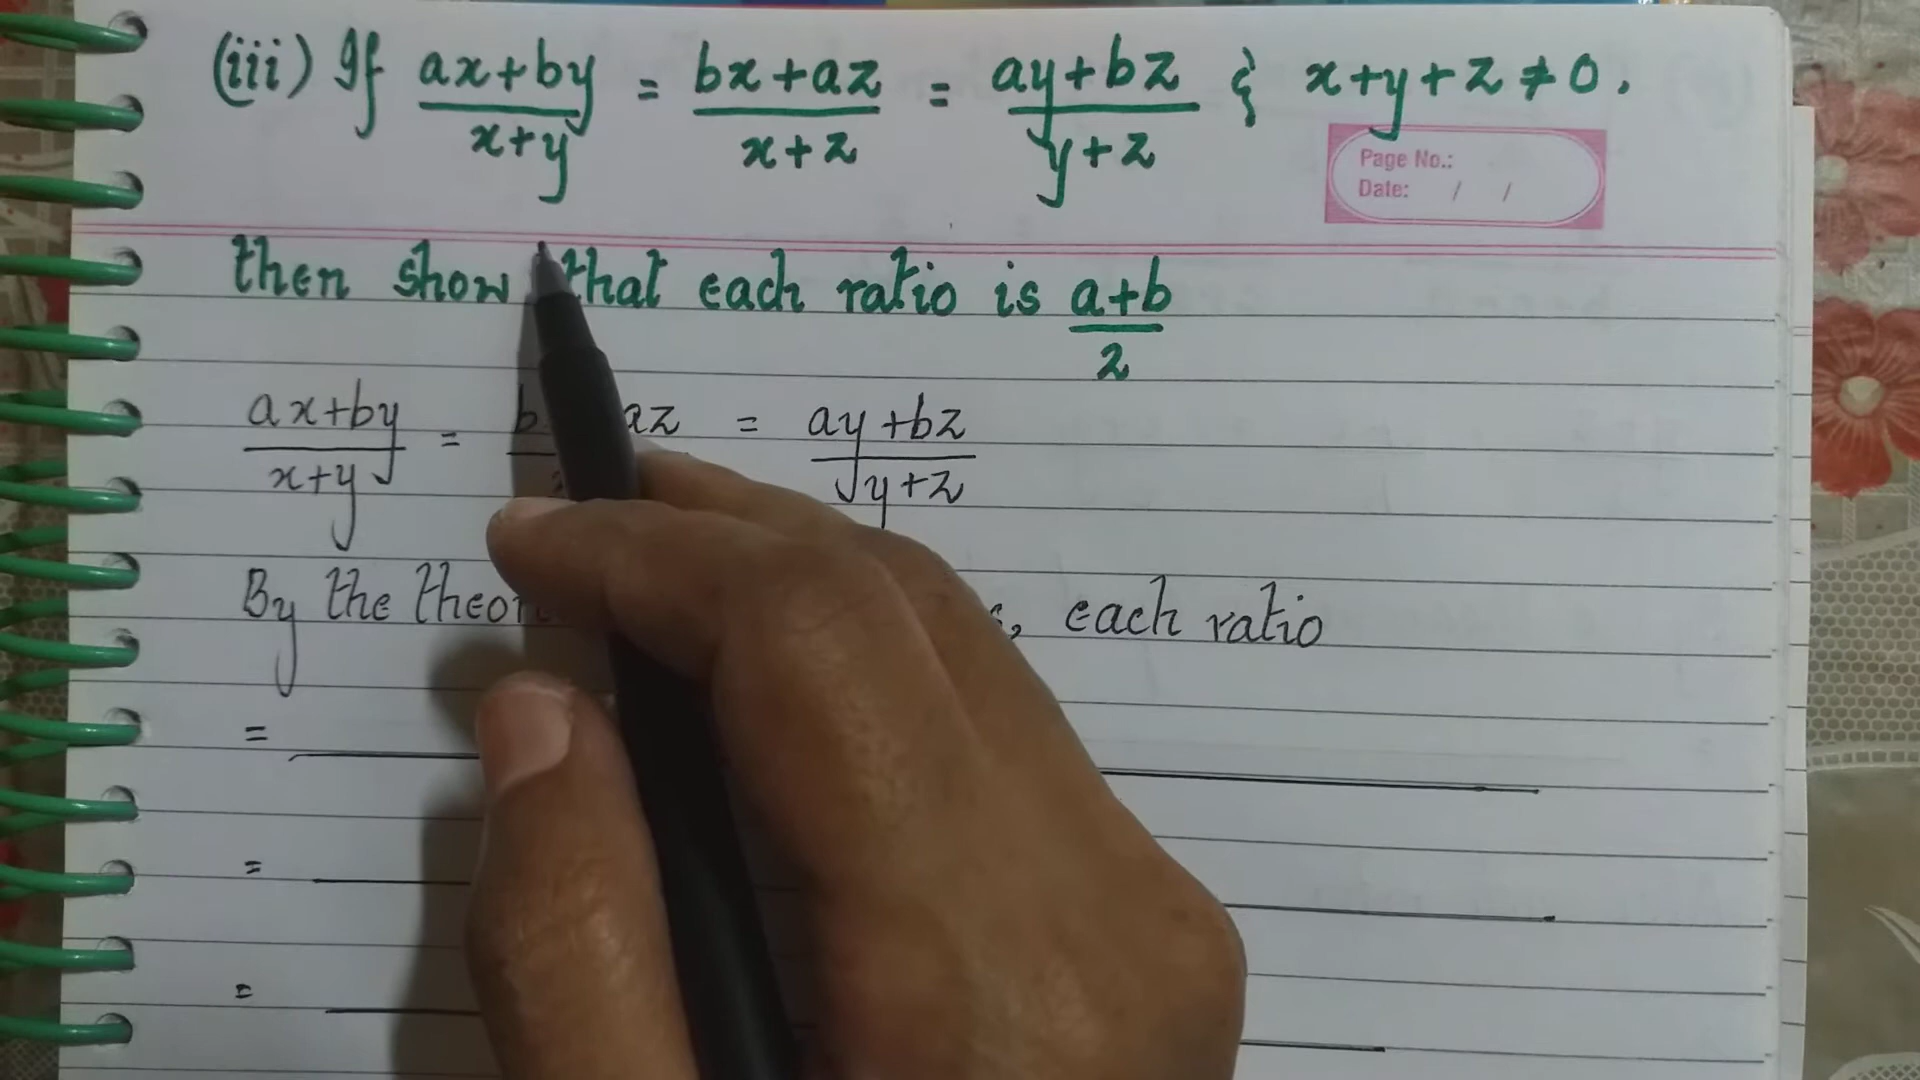 (iii) If ax+by/x+y = bx+az/x+z = ay+bz/y+z & x+y+z≠0.
Page No.:
Date: / /
then show that each ratio is a+b/2
ax+by/x+y = b az = ay+bz/y+z
By the each ratio
=
=
=